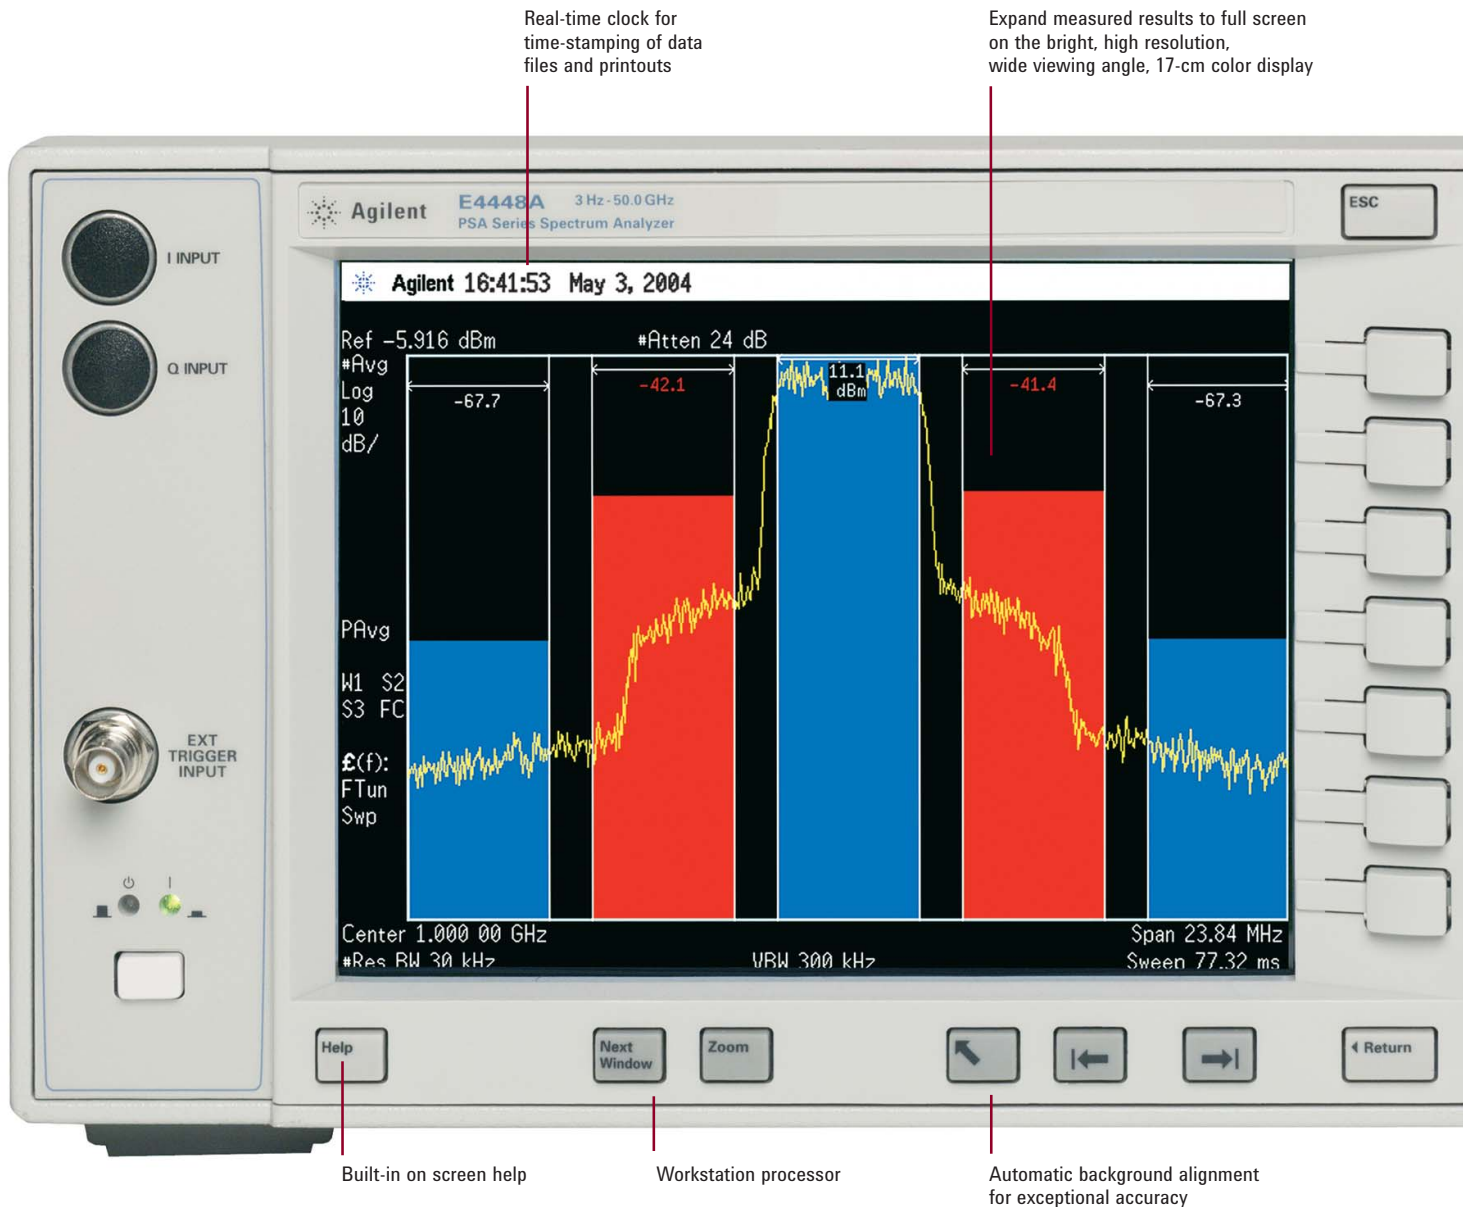 Real-time clock for
time-stamping of data
files and printouts
Expand measured results to full screen
on the bright, high resolution,
wide viewing angle, 17-cm color display
Agilent E4448A 3 Hz - 50.0 GHz
PSA Series Spectrum Analyzer
ESC
I INPUT
Q INPUT
EXT
TRIGGER
INPUT
Agilent 16:41:53 May 3, 2004
Ref -5.916 dBm #Atten 24 dB
#Avg
Log
10
dB/
-67.7
-42.1
11.1
dBm
-41.4
-67.3
PAvg
W1 S2
S3 FC
£(f):
FTun
Swp
Center 1.000 00 GHz Span 23.84 MHz
#Res BW 30 kHz VBW 300 kHz Sweep 77.32 ms
Help
Next
Window
Zoom
Return
Built-in on screen help
Workstation processor
Automatic background alignment
for exceptional accuracy